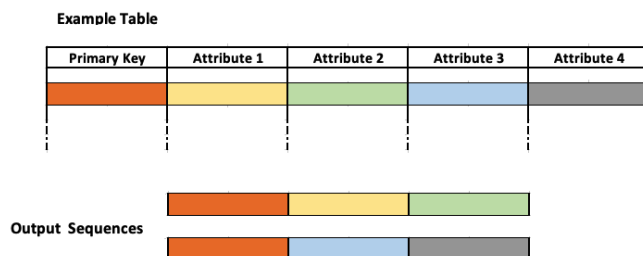 Example Table
Primary Key Attribute 1 Attribute 2 Attribute 3 Attribute 4
Output Sequences